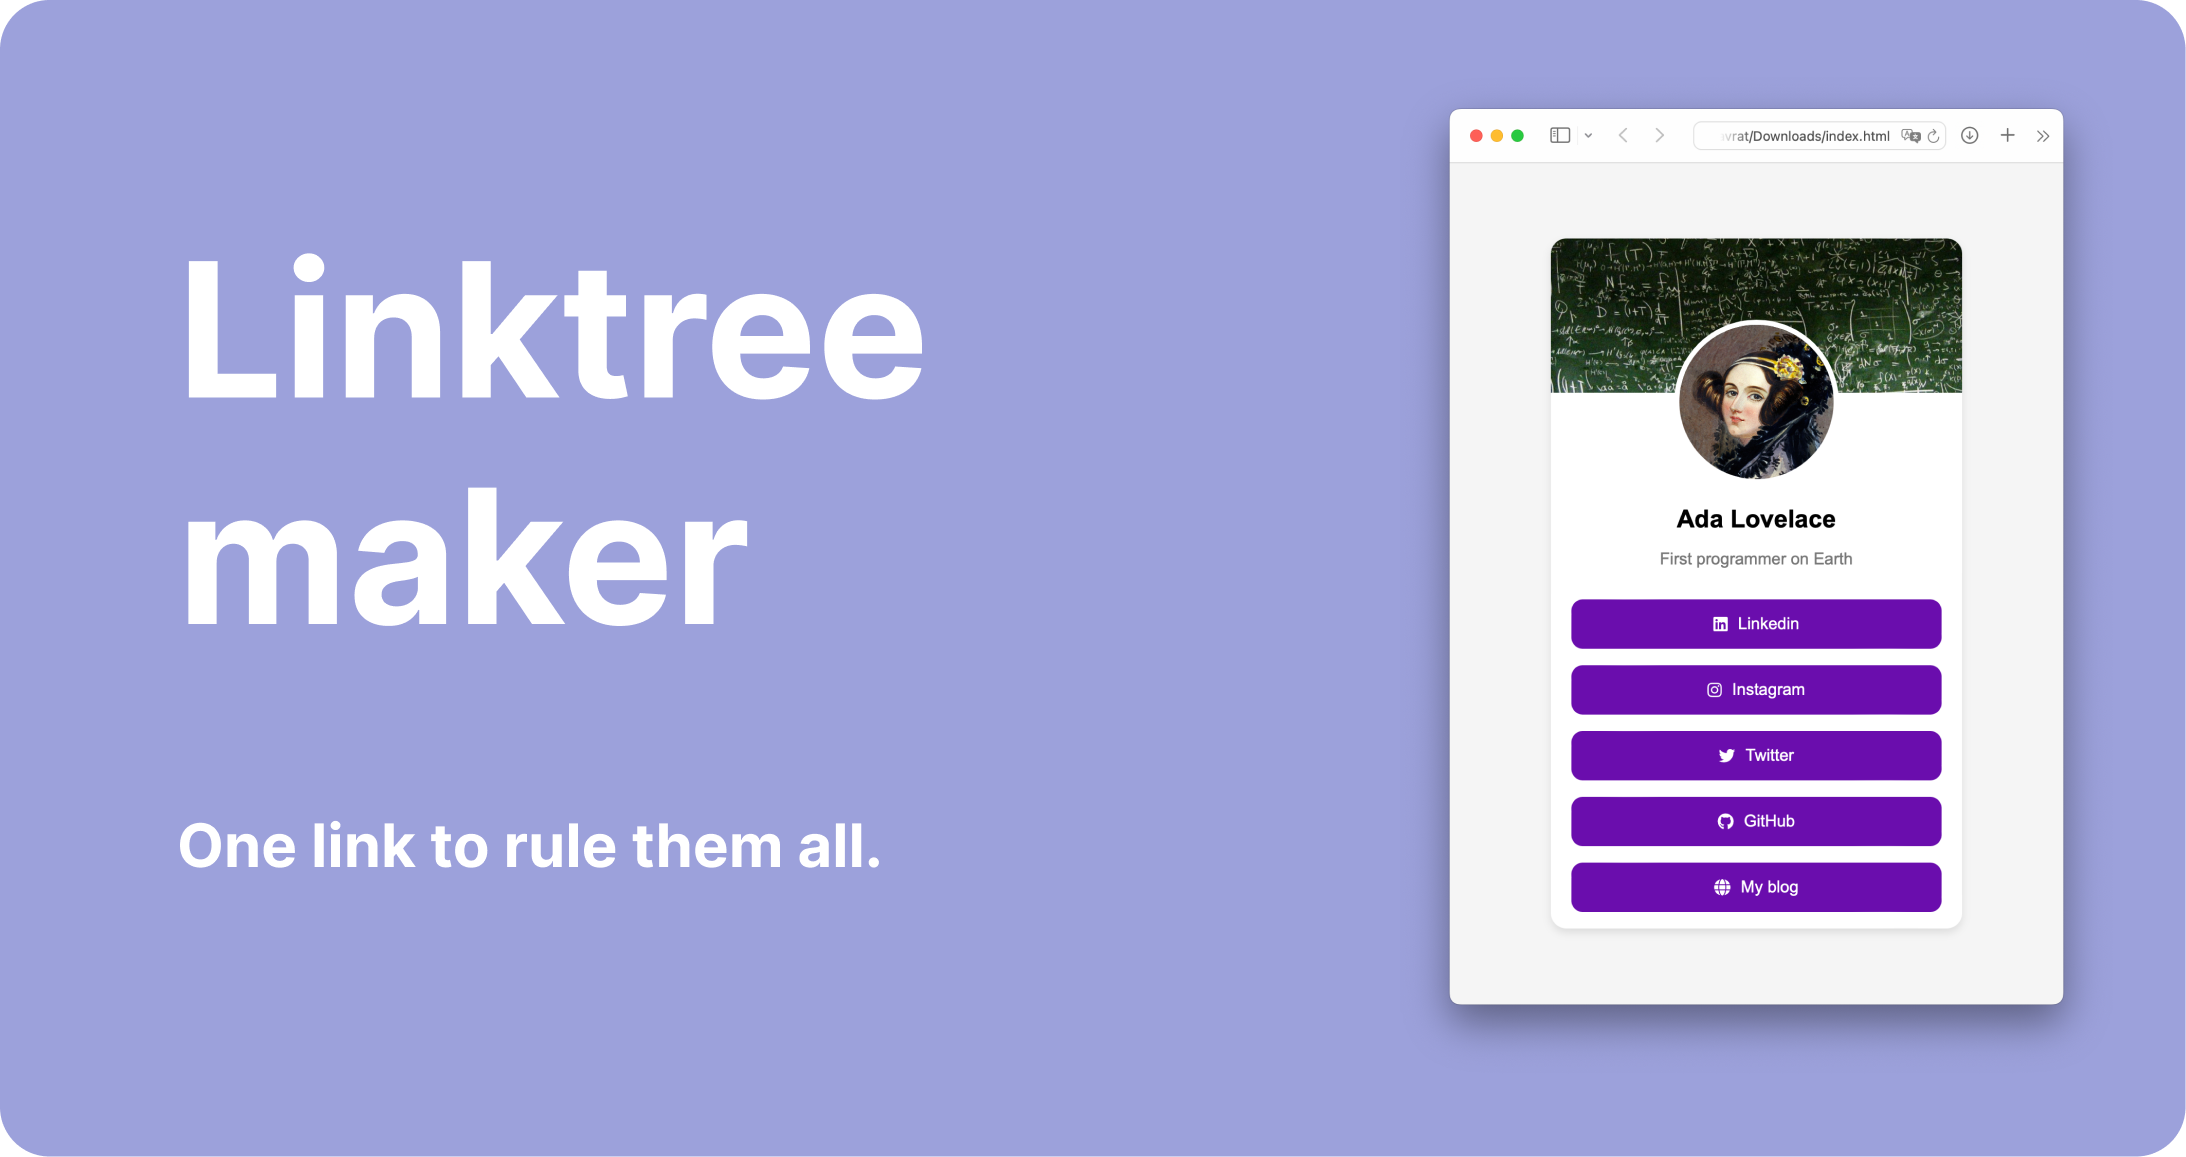 Linktree
maker
One link to rule them all.
vrat/Downloads/index.html
Ada Lovelace
First programmer on Earth
Linkedin
Instagram
Twitter
GitHub
My blog